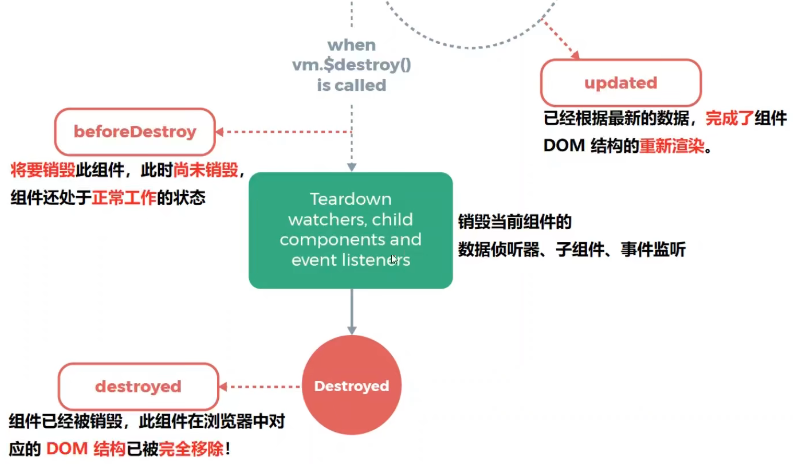 when
vm.$destroy()
is called
updated
已经根据最新的数据，完成了组件
DOM 结构的重新渲染。
beforeDestroy
将要销毁此组件，此时尚未销毁，
组件还处于正常工作的状态
Teardown
watchers, child
components and
event listeners
销毁当前组件的
数据侦听器、子组件、事件监听
Destroyed
destroyed
组件已经被销毁，此组件在浏览器中对
应的 DOM 结构已被完全移除！